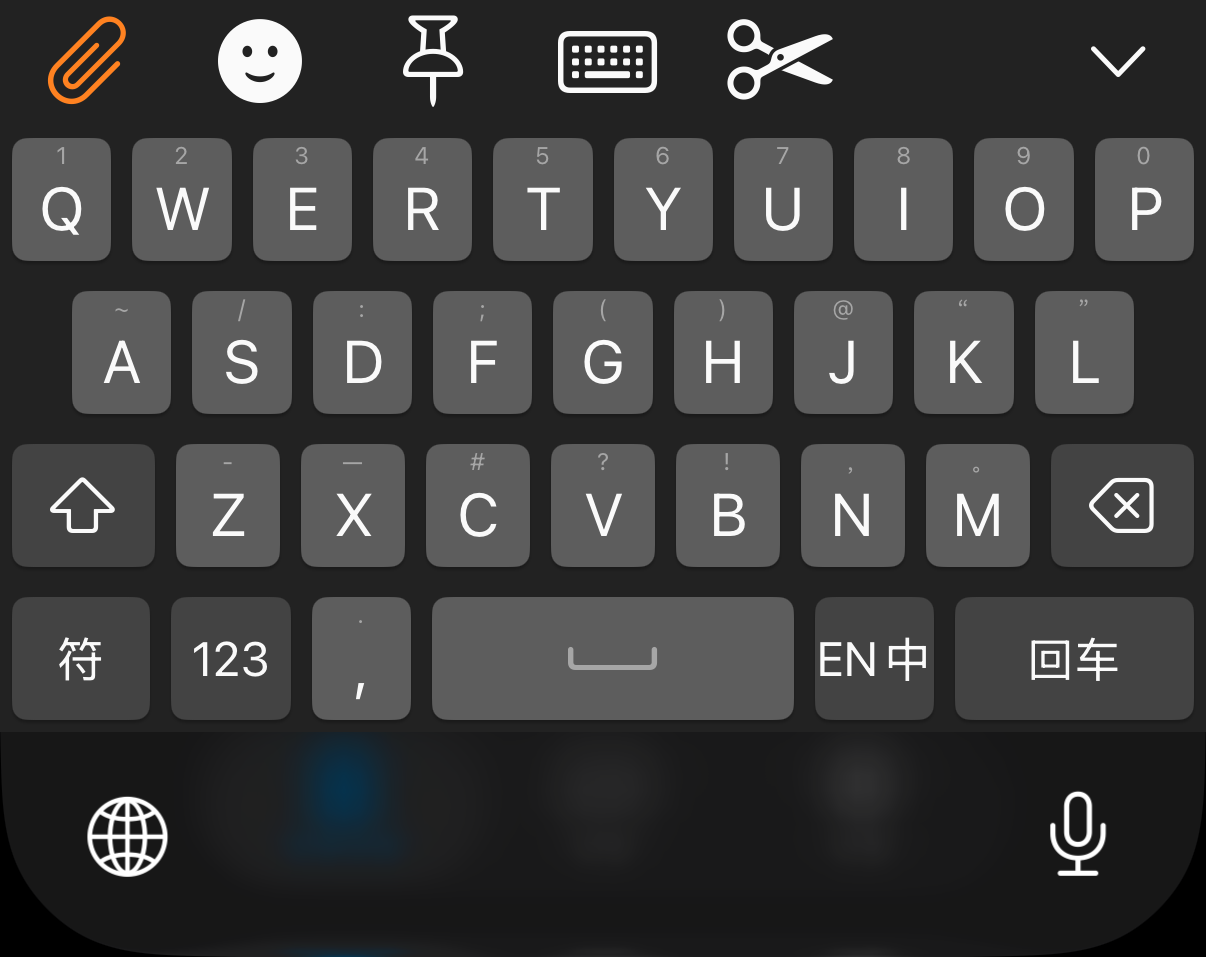 1 2 3 4 5 6 7 8 9 0
Q W E R T Y U I O P
~ / : ; ( ) @ “ ”
A S D F G H J K L
- — # ? ! , 。
Z X C V B N M
.
符 123 , EN 中 回车